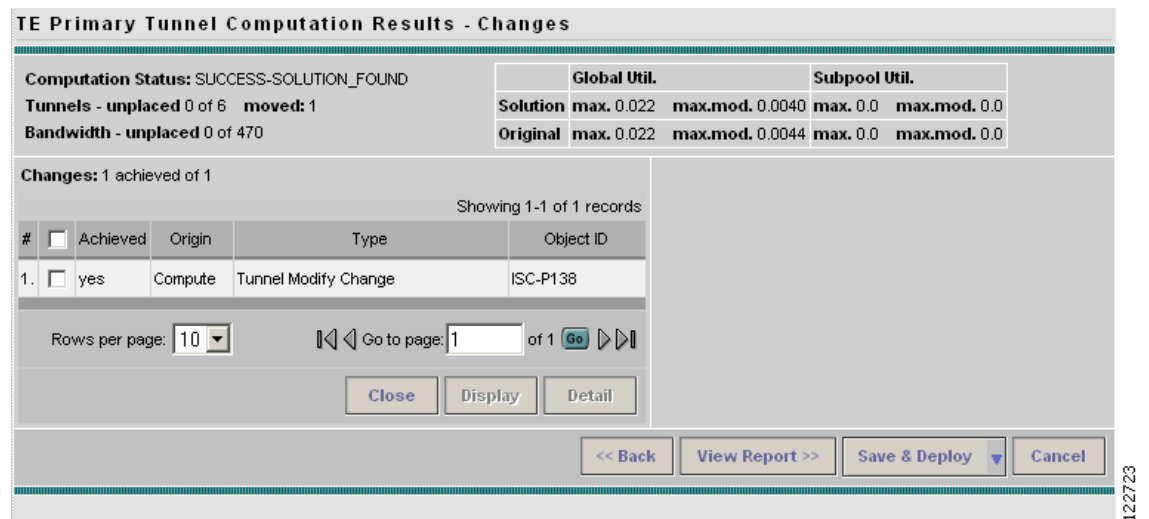 TE Primary Tunnel Computation Results - Changes
Computation Status: SUCCESS-SOLUTION_FOUND
Tunnels - unplaced 0 of 6 moved: 1
Bandwidth - unplaced 0 of 470
Global Util. Subpool Util.
Solution max. 0.022 max.mod. 0.0040 max. 0.0 max.mod. 0.0
Original max. 0.022 max.mod. 0.0044 max. 0.0 max.mod. 0.0
Changes: 1 achieved of 1
Showing 1-1 of 1 records
# Achieved Origin Type Object ID
1. yes Compute Tunnel Modify Change ISC-P138
Rows per page: 10 Go to page: 1 of 1 Go
Close Display Detail
<< Back View Report >> Save & Deploy Cancel
122723